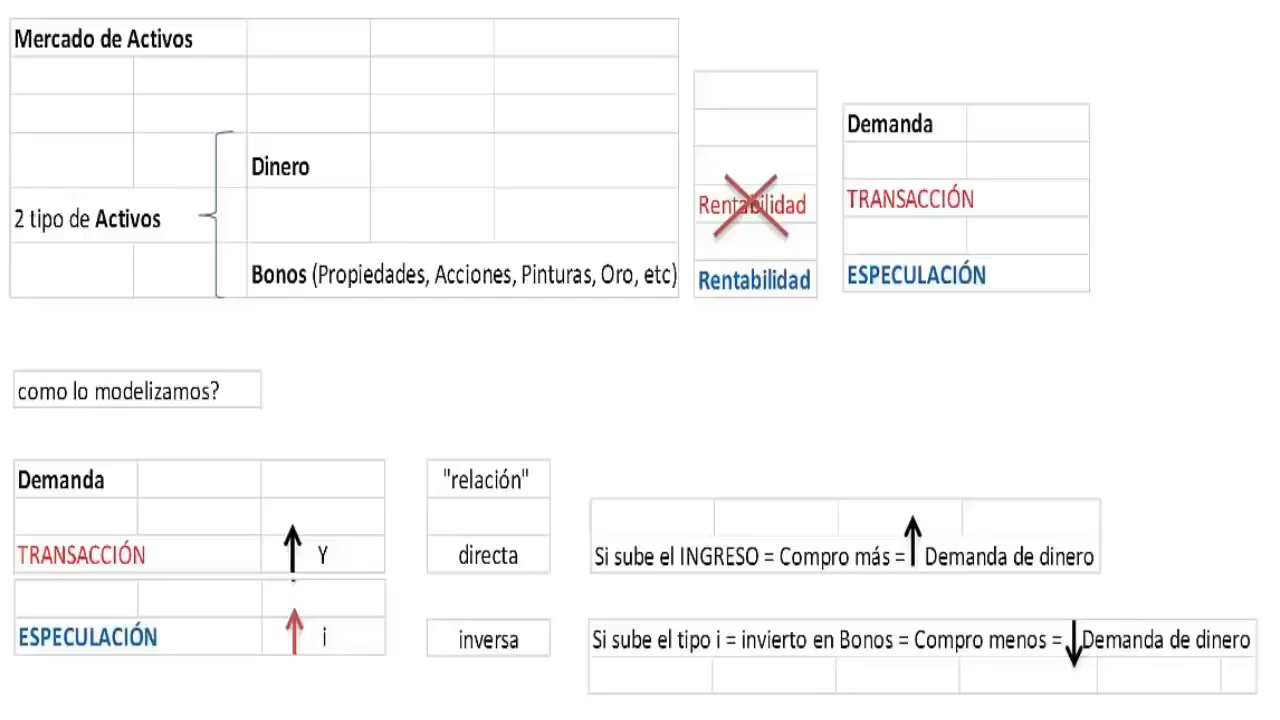 Mercado de Activos
Demanda
Dinero
Rentabilidad
TRANSACCIÓN
2 tipo de Activos
Bonos (Propiedades, Acciones, Pinturas, Oro, etc)
Rentabilidad
ESPECULACIÓN
como lo modelizamos?
Demanda
"relación"
TRANSACCIÓN Y
directa
Si sube el INGRESO = Compro más = Demanda de dinero
ESPECULACIÓN i
inversa
Si sube el tipo i = invierto en Bonos = Compro menos = Demanda de dinero